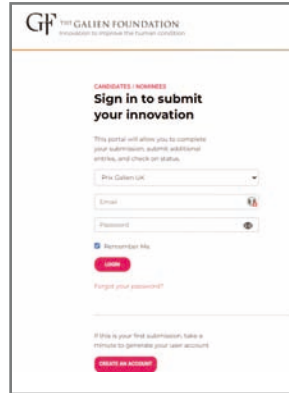 GF THE GALIEN FOUNDATION
Innovation to improve the human condition
CANDIDATES / NOMINEES
Sign in to submit
your innovation
This portal will allow you to complete
your submission, submit additional
entries, and check on status.
Prix Galien UK
Email
Password
Remember Me
LOGIN
Forgot your password?
If this is your first submission, take a
minute to generate your user account
CREATE AN ACCOUNT